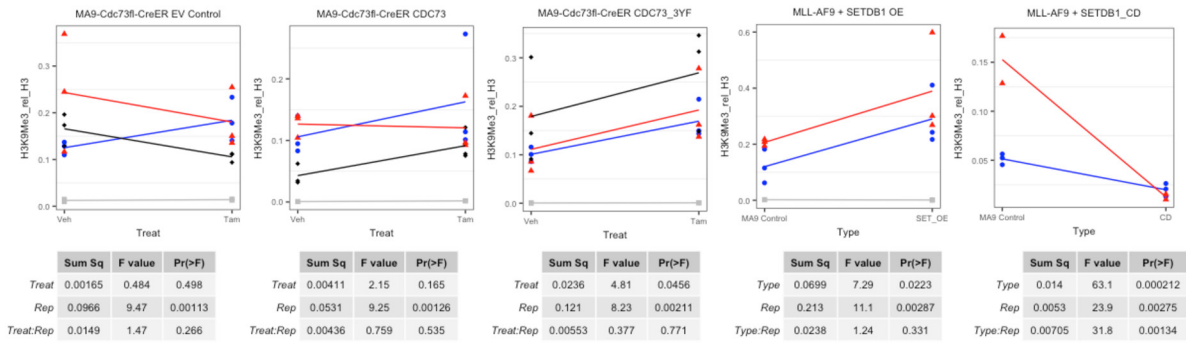 MA9-Cdc73fl-CreER EV Control
H3K9Me3_rel_H3
0.3
0.2
0.1
0.0
Veh
Tam
Treat
Sum Sq F value Pr(>F)
Treat 0.00165 0.484 0.498
Rep 0.0966 9.47 0.00113
Treat:Rep 0.0149 1.47 0.266
MA9-Cdc73fl-CreER CDC73
H3K9Me3_rel_H3
0.2
0.1
0.0
Veh
Tam
Treat
Sum Sq F value Pr(>F)
Treat 0.00411 2.15 0.165
Rep 0.0531 9.25 0.00126
Treat:Rep 0.00436 0.759 0.535
MA9-Cdc73fl-CreER CDC73_3YF
H3K9Me3_rel_H3
0.3
0.2
0.1
0.0
Veh
Tam
Treat
Sum Sq F value Pr(>F)
Treat 0.0236 4.81 0.0456
Rep 0.121 8.23 0.00211
Treat:Rep 0.00553 0.377 0.771
MLL-AF9 + SETDB1 OE
H3K9Me3_rel_H3
0.6
0.4
0.2
0.0
MA9 Control
SET_OE
Type
Sum Sq F value Pr(>F)
Type 0.0699 7.29 0.0223
Rep 0.213 11.1 0.00287
Type:Rep 0.0238 1.24 0.331
MLL-AF9 + SETDB1_CD
H3K9Me3_rel_H3
0.15
0.10
0.05
MA9 Control
CD
Type
Sum Sq F value Pr(>F)
Type 0.014 63.1 0.000212
Rep 0.0053 23.9 0.00275
Type:Rep 0.00705 31.8 0.00134